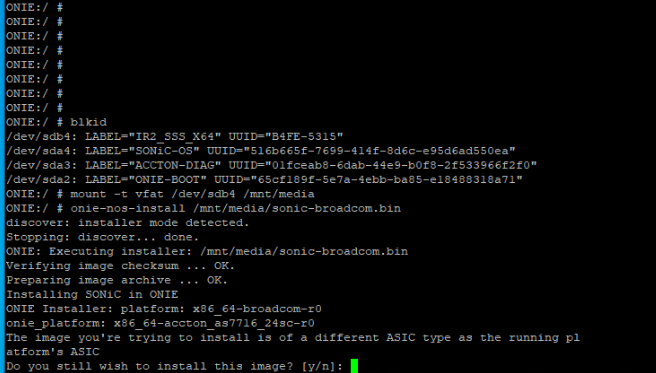 ONIE:/ #
ONIE:/ #
ONIE:/ #
ONIE:/ #
ONIE:/ #
ONIE:/ #
ONIE:/ #
ONIE:/ #
ONIE:/ # blkid
/dev/sdb4: LABEL="IR2_SSS_X64" UUID="B4FE-5315"
/dev/sda4: LABEL="SONiC-OS" UUID="516b665f-7699-414f-8d6c-e95d6ad550ea"
/dev/sda3: LABEL="ACCTON-DIAG" UUID="01fceab8-6dab-44e9-b0f8-2f533966f2f0"
/dev/sda2: LABEL="ONIE-BOOT" UUID="65cf189f-5e7a-4ebb-ba85-e18488318a71"
ONIE:/ # mount -t vfat /dev/sdb4 /mnt/media
ONIE:/ # onie-nos-install /mnt/media/sonic-broadcom.bin
discover: installer mode detected.
Stopping: discover... done.
ONIE: Executing installer: /mnt/media/sonic-broadcom.bin
Verifying image checksum ... OK.
Preparing image archive ... OK.
Installing SONiC in ONIE
ONIE Installer: platform: x86_64-broadcom-r0
onie_platform: x86_64-accton_as7716_24sc-r0
The image you're trying to install is of a different ASIC type as the running pl
atform's ASIC
Do you still wish to install this image? [y/n]: